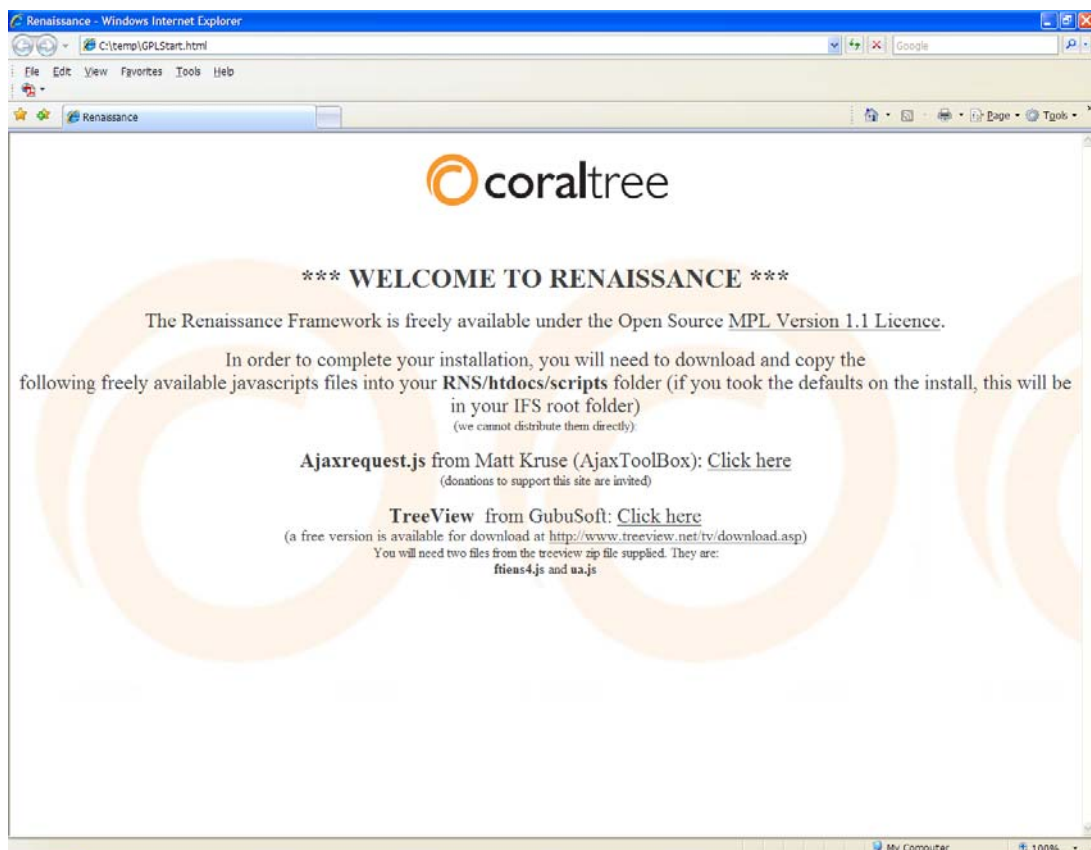 Renaissance - Windows Internet Explorer
C:\temp\GPLStart.html
Google
File Edit View Favorites Tools Help
Renaissance
Page Tools
coraltree
*** WELCOME TO RENAISSANCE ***
The Renaissance Framework is freely available under the Open Source MPL Version 1.1 Licence.
In order to complete your installation, you will need to download and copy the
following freely available javascripts files into your RNS/htdocs/scripts folder (if you took the defaults on the install, this will be
in your IFS root folder)
(we cannot distribute them directly):
Ajaxrequest.js from Matt Kruse (AjaxToolBox): Click here
(donations to support this site are invited)
TreeView from GubuSoft: Click here
(a free version is available for download at http://www.treeview.net/tv/download.asp)
You will need two files from the treeview zip file supplied. They are:
ftiens4.js and ua.js
My Computer 100%